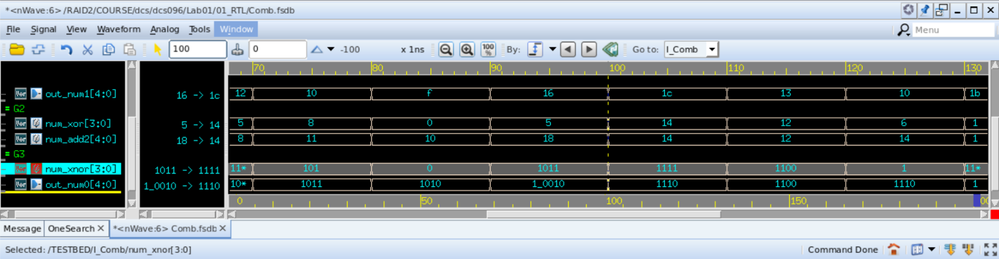 *<nWave:6> /RAID2/COURSE/dcs/dcs096/Lab01/01_RTL/Comb.fsdb
File Signal View Waveform Analog Tools Window Menu
100 0 -100 x 1ns 100 % By: Go to: I_Comb
70 80 90 100 110 120 130
Ver out_num1[4:0] 16 -> 1c 12 10 f 16 1c 13 10 1b
= G2
Ver num_xor[3:0] 5 -> 14 5 8 0 5 14 12 6 1
Ver num_add2[4:0] 18 -> 14 8 11 10 18 14 12 14 1
= G3
Ver num_xnor[3:0] 1011 -> 1111 11* 101 0 1011 1111 1100 1 11*
Ver out_num0[4:0] 1_0010 -> 1110 10* 1011 1010 1_0010 1110 1100 1110 1
0 50 100 150
Message OneSearch *<nWave:6> Comb.fsdb
Selected: /TESTBED/I_Comb/num_xnor[3:0] Command Done